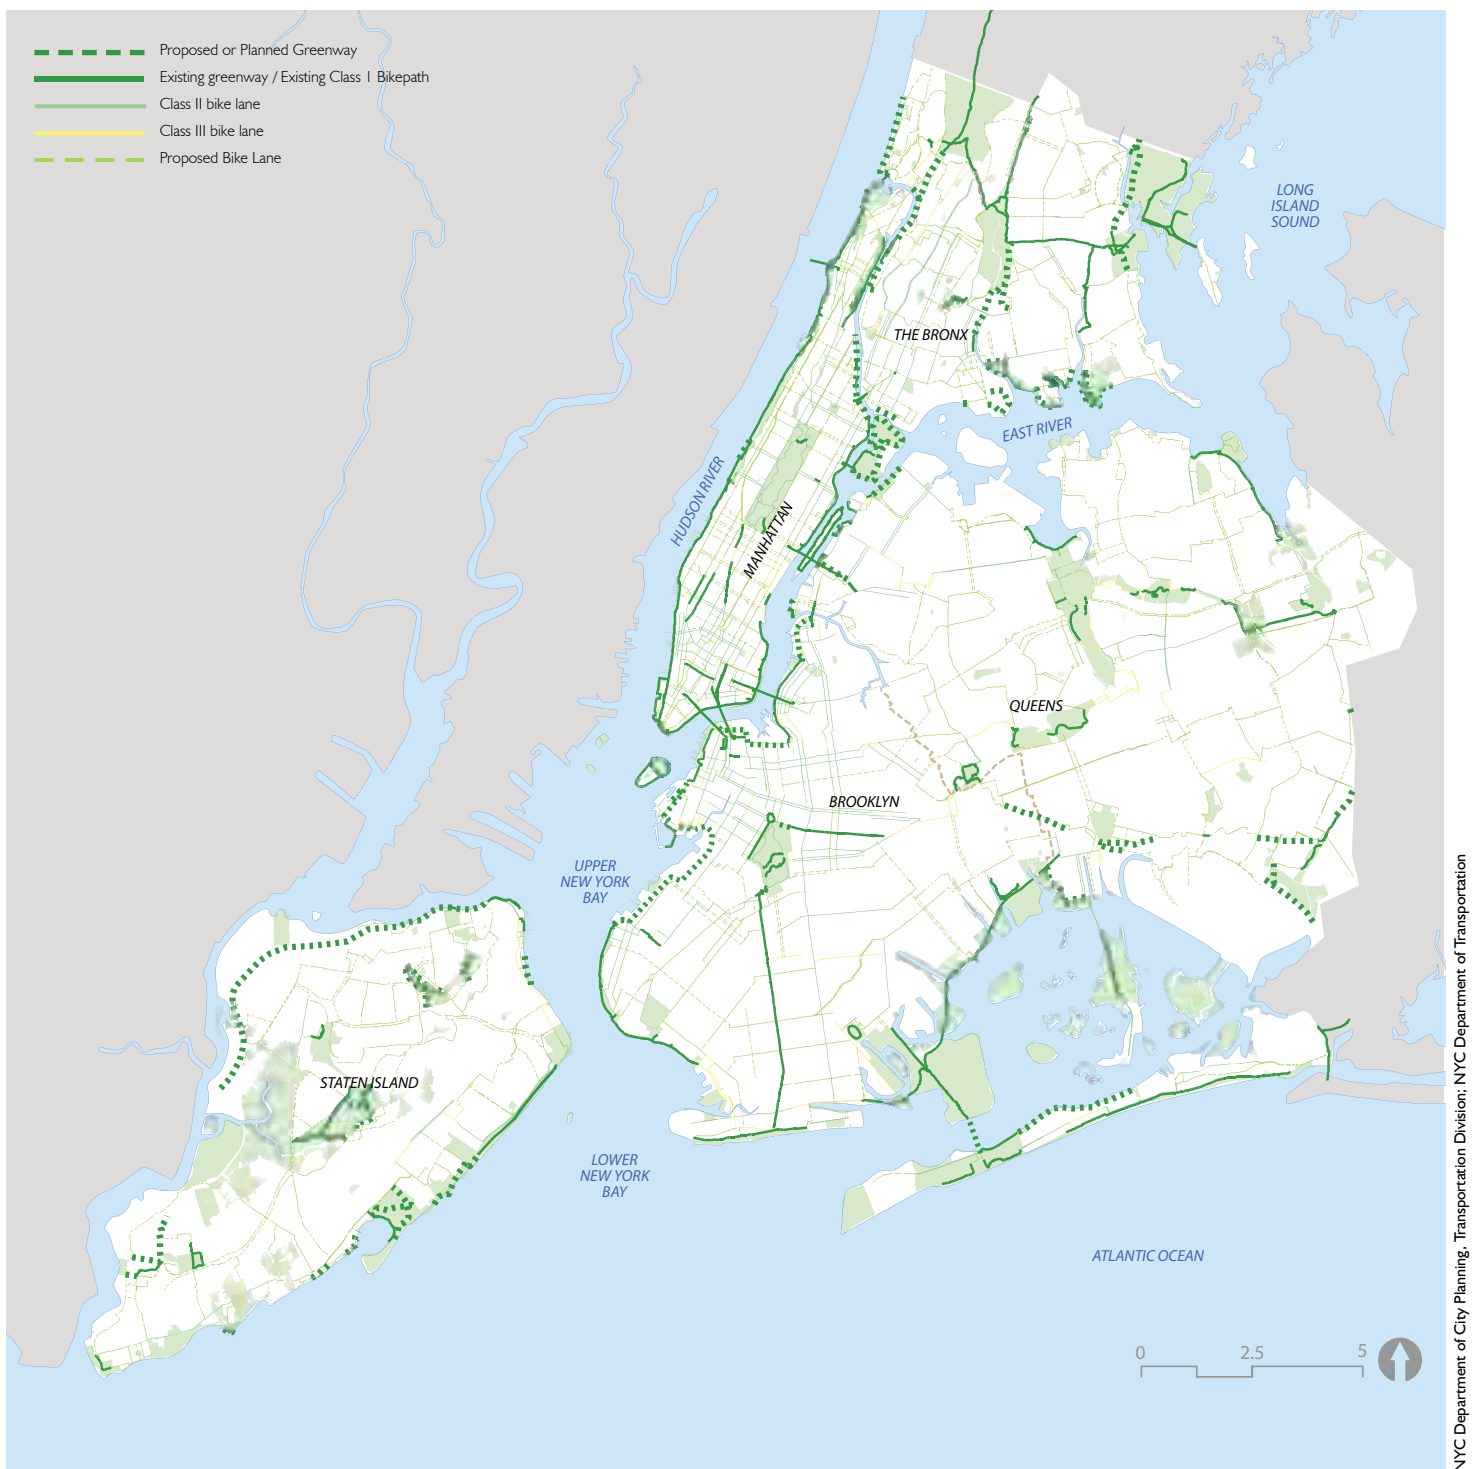 Proposed or Planned Greenway
Existing greenway / Existing Class I Bikepath
Class II bike lane
Class III bike lane
Proposed Bike Lane
LONG
ISLAND
SOUND
THE BRONX
EAST RIVER
HUDSON RIVER
MANHATTAN
QUEENS
BROOKLYN
UPPER
NEW YORK
BAY
STATEN ISLAND
LOWER
NEW YORK
BAY
ATLANTIC OCEAN
0 2.5 5
NYC Department of City Planning, Transportation Division; NYC Department of Transportation